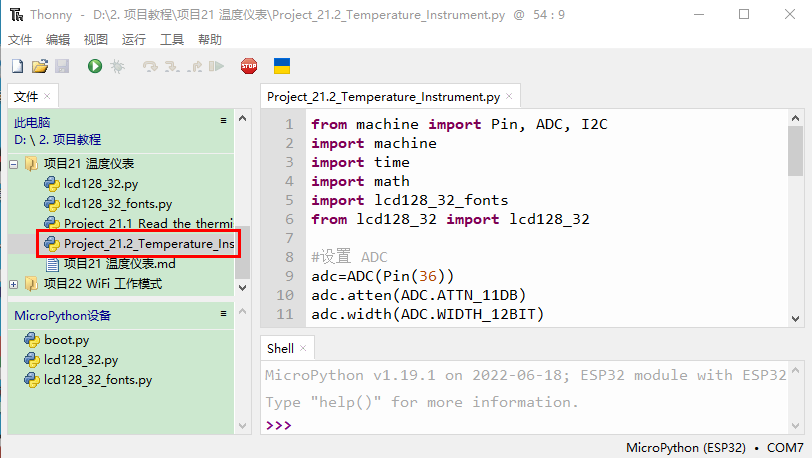 Thonny - D:\2. 项目教程\项目21 温度仪表\Project_21.2_Temperature_Instrument.py @ 54 : 9
文件 编辑 视图 运行 工具 帮助
STOP
文件 ×
此电脑 ≡
D: \ 2. 项目教程
项目21 温度仪表
lcd128_32.py
lcd128_32_fonts.py
Project_21.1_Read_the_thermi
Project_21.2_Temperature_Ins
项目21 温度仪表.md
项目22 WiFi 工作模式
MicroPython设备 ≡
boot.py
lcd128_32.py
lcd128_32_fonts.py
Project_21.2_Temperature_Instrument.py ×
1 from machine import Pin, ADC, I2C
2 import machine
3 import time
4 import math
5 import lcd128_32_fonts
6 from lcd128_32 import lcd128_32
7
8 #设置 ADC
9 adc=ADC(Pin(36))
10 adc.atten(ADC.ATTN_11DB)
11 adc.width(ADC.WIDTH_12BIT)
Shell ×
MicroPython v1.19.1 on 2022-06-18; ESP32 module with ESP32
Type "help()" for more information.
>>>
MicroPython (ESP32) • COM7